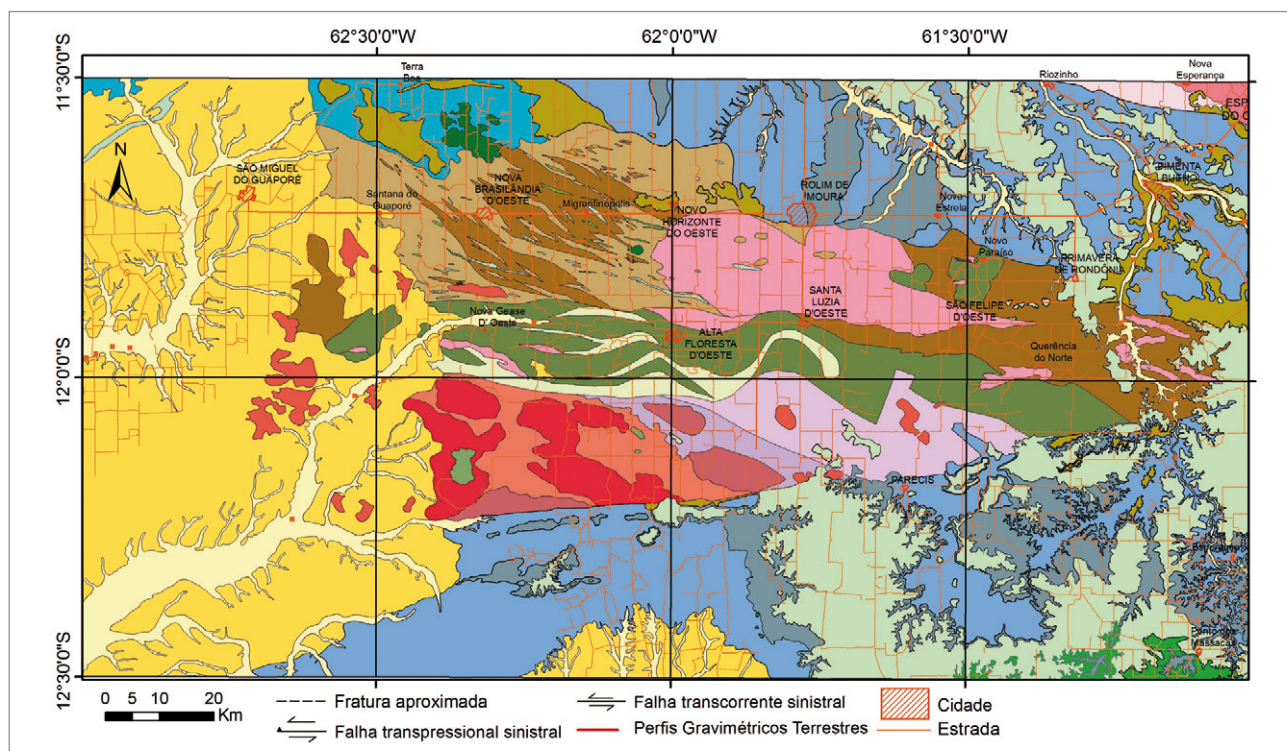 62°30'0"W 62°0'0"W 61°30'0"W
11°30'0"S
Terra
Boa
Riozinho
Nova
Esperança
N
SÃO MIGUEL
DO GUAPORÉ
Santana do
Guaporé
NOVA
BRASILÂNDIA
D'OESTE
Migrantinópolis
NOVO
HORIZONTE
DO OESTE
ROLIM DE
MOURA
Nova
Estrela
Novo
Paraíso
PIMENTA
BUENO
PRIMAVERA
DE RONDÔNIA
Nova Gease
D' Oeste
ALTA
FLORESTA
D'OESTE
SANTA
LUZIA
D'OESTE
SÃO FELIPE
D'OESTE
Querência
do Norte
12°0'0"S
PARECIS
12°30'0"S
0 5 10 20
Km
Fratura aproximada
Falha transpressional sinistral
Falha transcorrente sinistral
Perfis Gravimétricos Terrestres
Cidade
Estrada